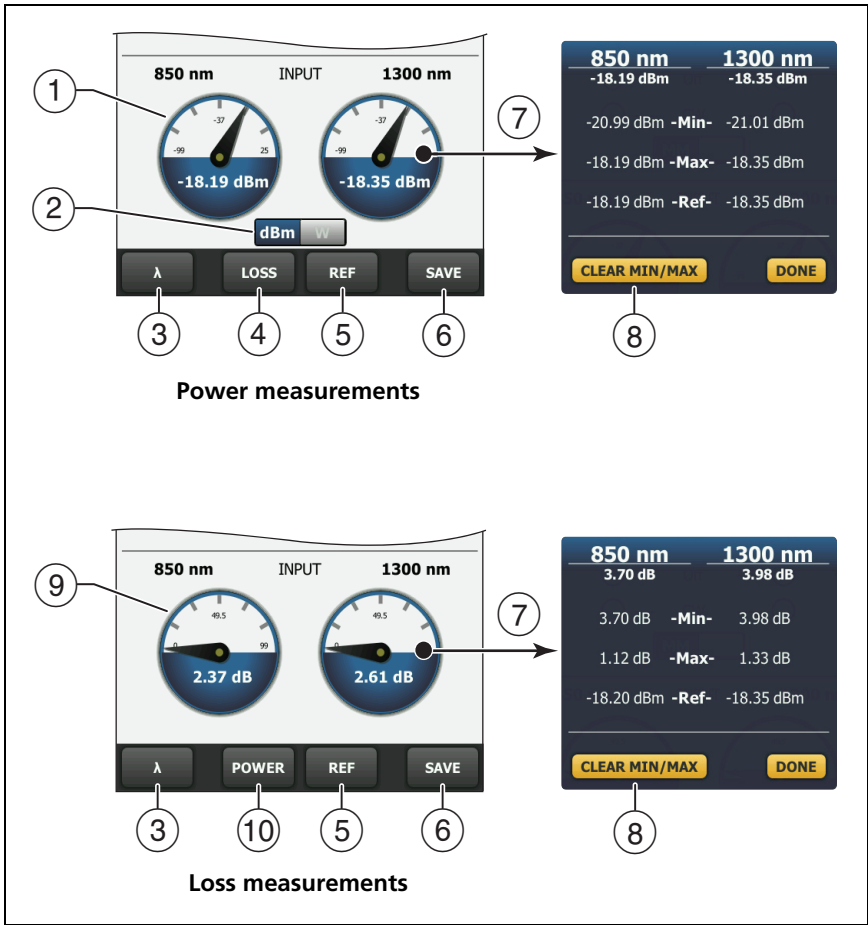 850 nm INPUT 1300 nm
1
-37 -37
-99 25 -99
-18.19 dBm -18.35 dBm
2
dBm W
λ LOSS REF SAVE
3 4 5 6
Power measurements
7
850 nm 1300 nm
-18.19 dBm -18.35 dBm
-20.99 dBm -Min- -21.01 dBm
-18.19 dBm -Max- -18.35 dBm
-18.19 dBm -Ref- -18.35 dBm
CLEAR MIN/MAX DONE
8
850 nm INPUT 1300 nm
9
49.5 49.5
0 99 0
2.37 dB 2.61 dB
λ POWER REF SAVE
3 10 5 6
Loss measurements
7
850 nm 1300 nm
3.70 dB 3.98 dB
3.70 dB -Min- 3.98 dB
1.12 dB -Max- 1.33 dB
-18.20 dBm -Ref- -18.35 dBm
CLEAR MIN/MAX DONE
8